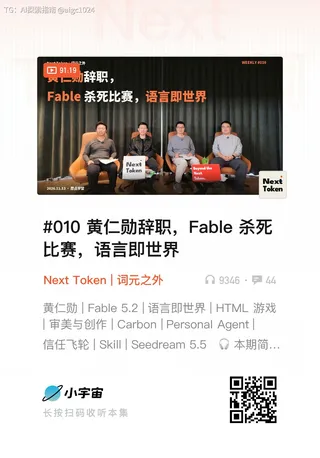 TG：AI探索指南 @aigc1024
Next
91:19
WEEKLY #010
黄仁勋辞职，
Fable 杀死比赛，语言即世界
Next
Token
Beyond the
Next
Token
#010 黄仁勋辞职，Fable 杀死
比赛，语言即世界
Next Token | 词元之外
9346 · 44
黄仁勋 | Fable 5.2 | 语言即世界 | HTML 游戏
| 审美与创作 | Carbon | Personal Agent |
信任飞轮 | Skill | Seedream 5.5 本期简…
小宇宙
长按扫码收听本集